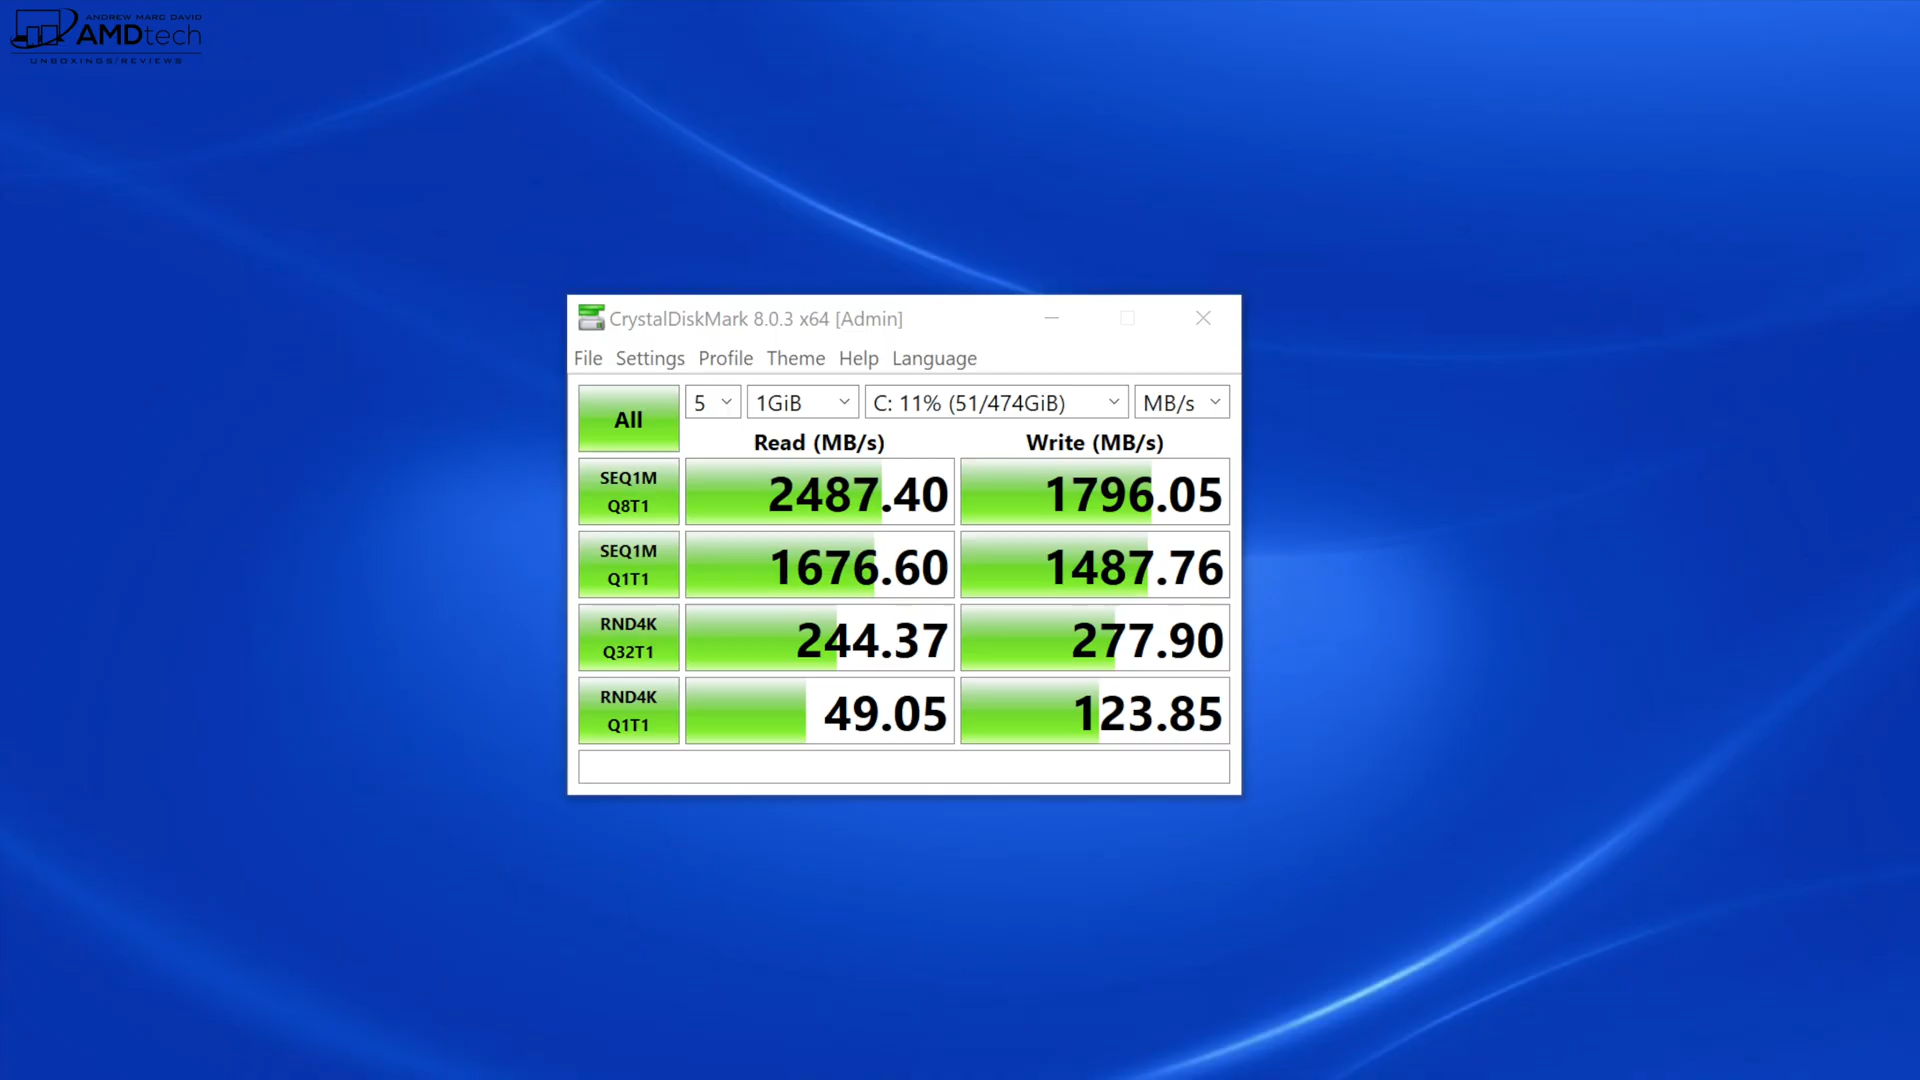 ANDREW MARC DAVID
AMDtech
UNBOXINGS/REVIEWS
CrystalDiskMark 8.0.3 x64 [Admin]
File Settings Profile Theme Help Language
All 5 1GiB C: 11% (51/474GiB) MB/s
Read (MB/s) Write (MB/s)
SEQ1M
Q8T1
2487.40 1796.05
SEQ1M
Q1T1
1676.60 1487.76
RND4K
Q32T1
244.37 277.90
RND4K
Q1T1
49.05 123.85